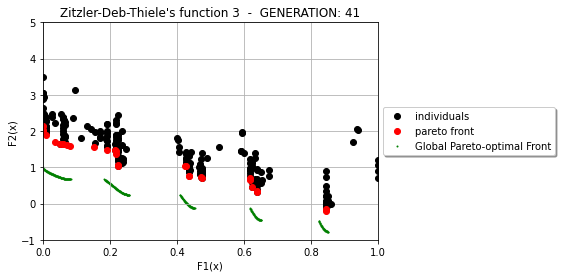 Zitzler-Deb-Thiele's function 3 - GENERATION: 41
5
4
3
2
1
0
−1
F2(x)
0.0 0.2 0.4 0.6 0.8 1.0
F1(x)
individuals
pareto front
Global Pareto-optimal Front